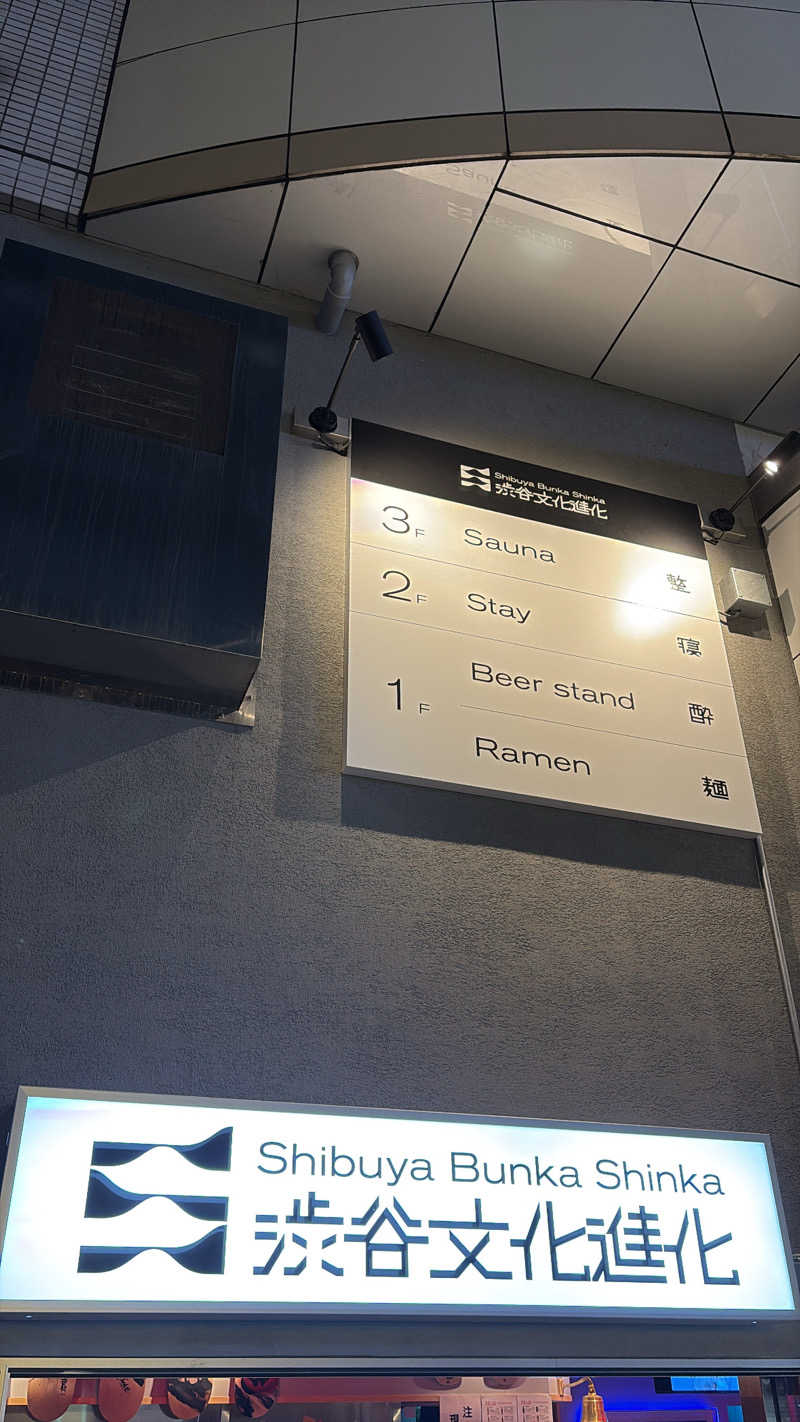 Shibuya Bunka Shinka
渋谷文化進化
3F Sauna 整
2F Stay 寝
1F Beer stand 酔
Ramen 麺
Shibuya Bunka Shinka
渋谷文化進化
注